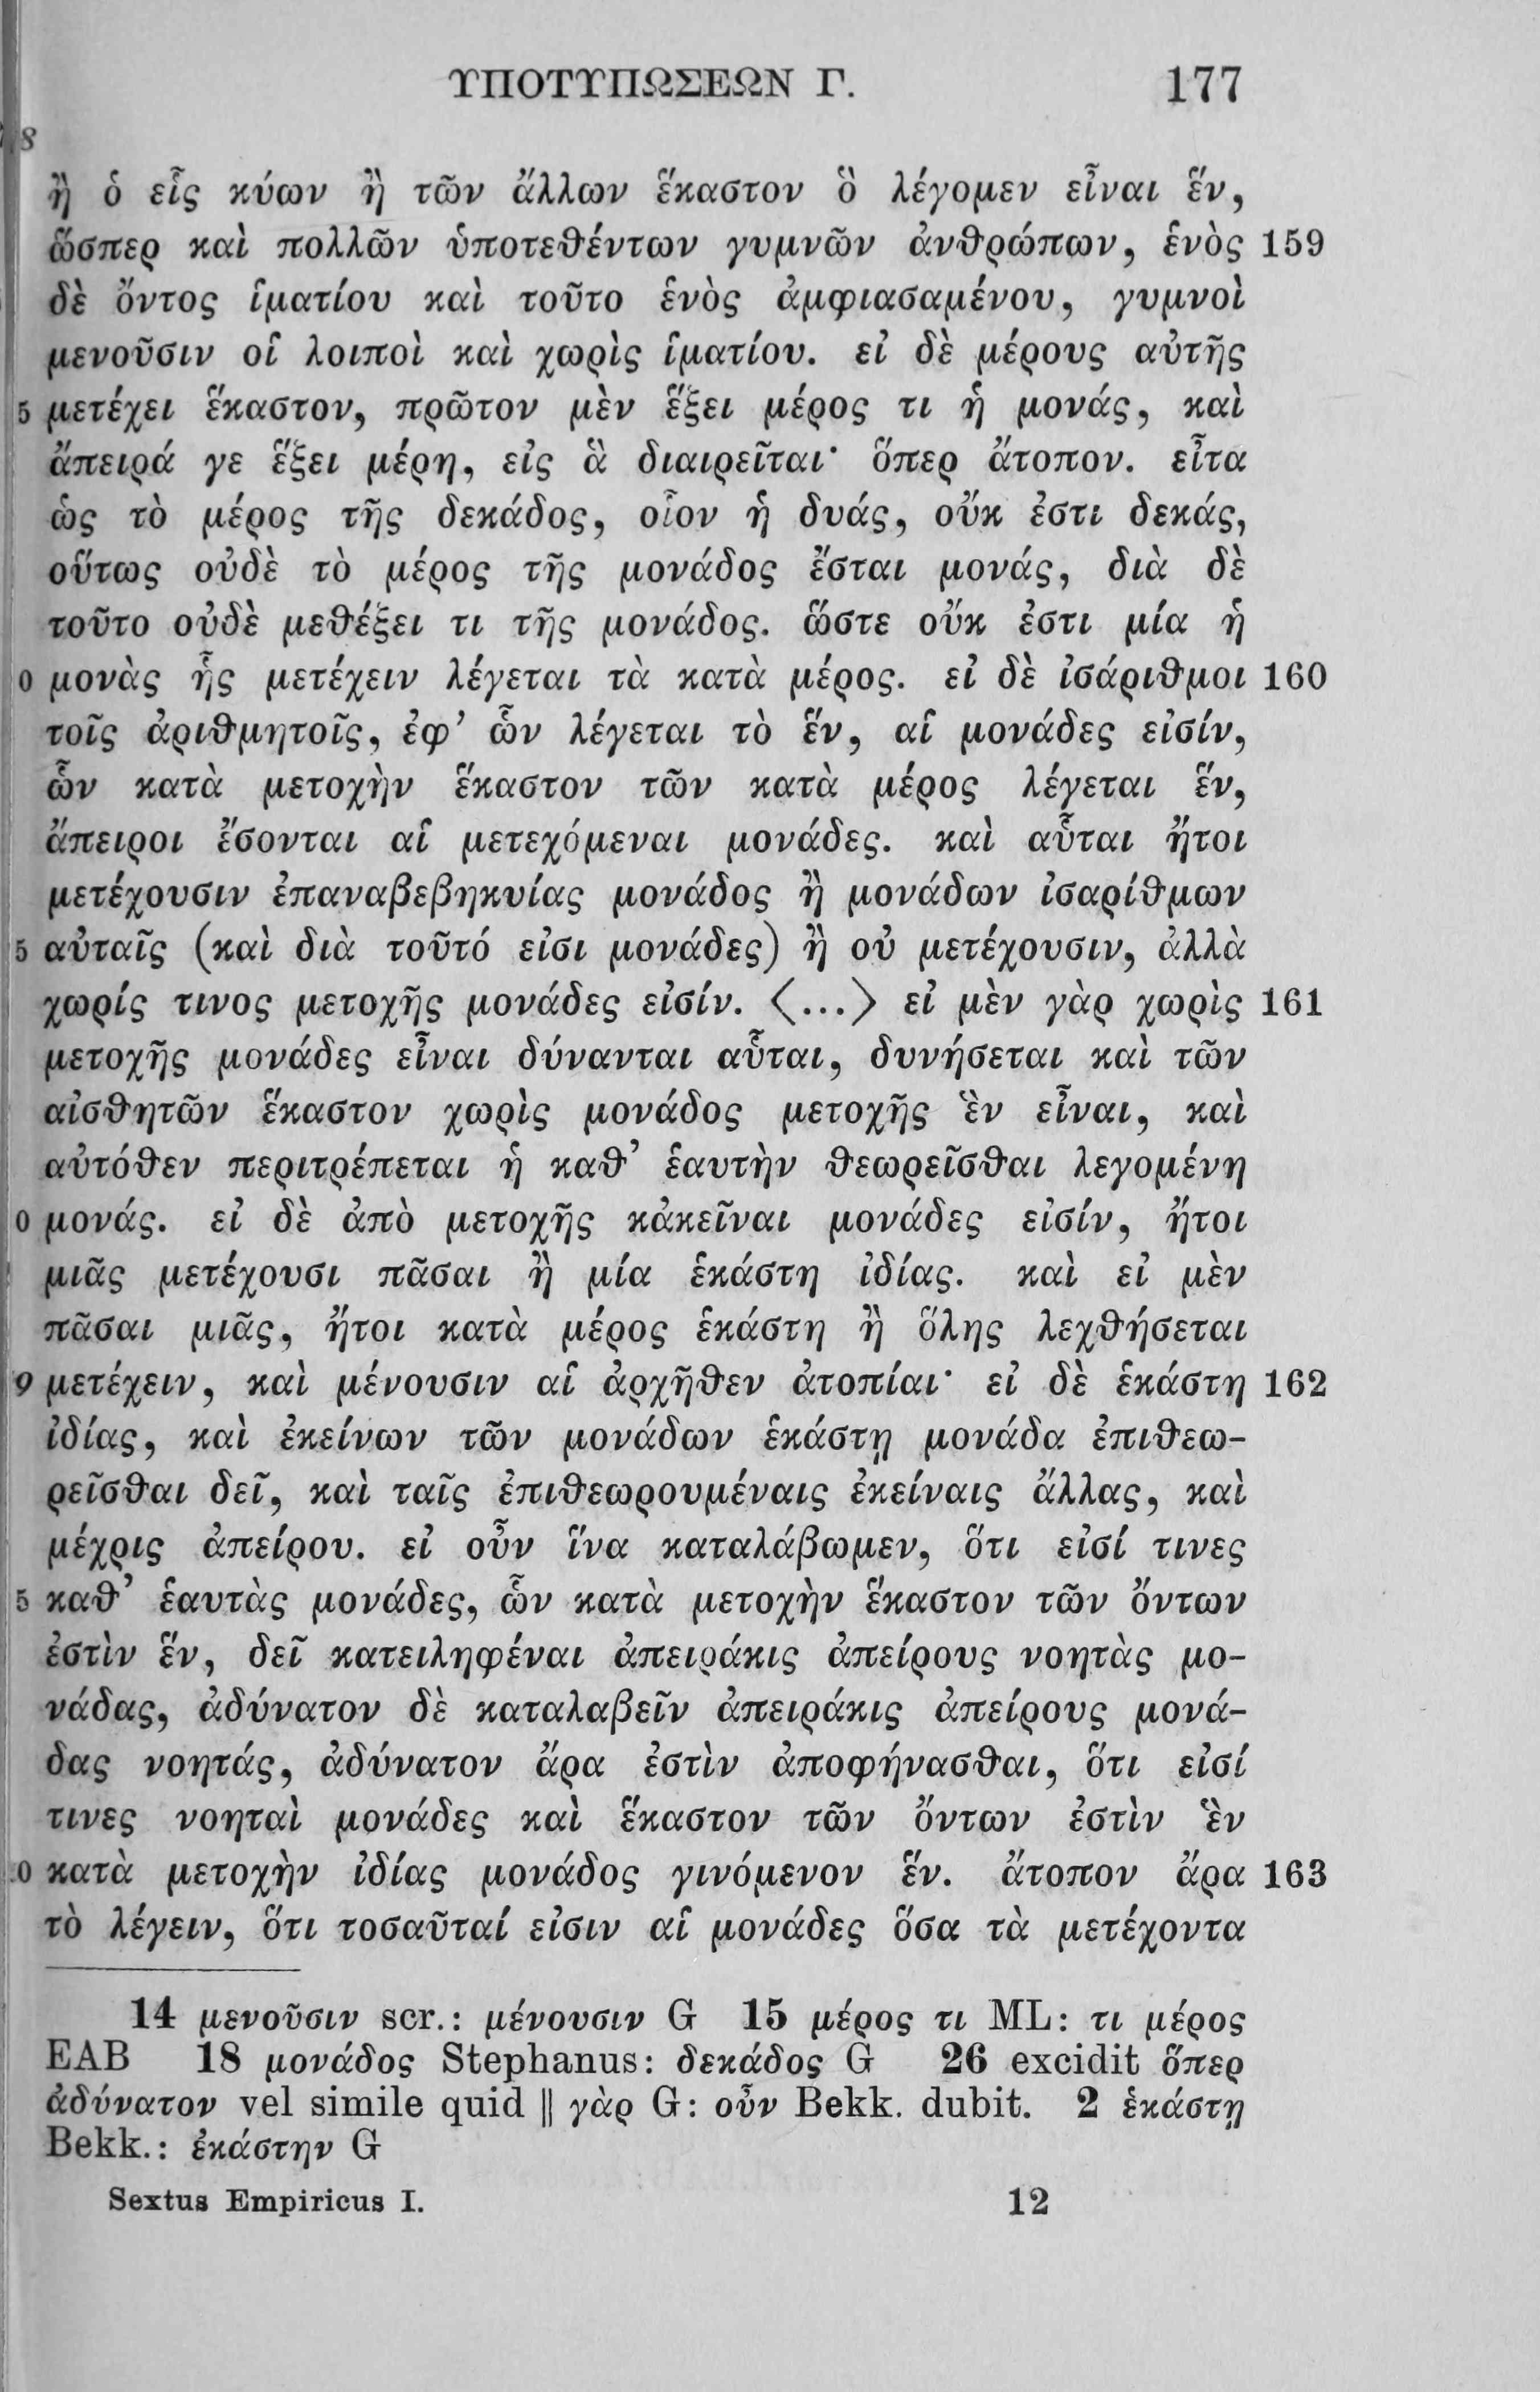 ΥΠΟΤΥΠΩΣΕΩΝ Γ. 177
8
ἢ ὁ εἷς κύων ἢ τῶν ἄλλων ἕκαστον ὃ λέγομεν εἶναι ἕν,
ὥσπερ καὶ πολλῶν ὑποτεθέντων γυμνῶν ἀνθρώπων, ἑνὸς 159
δὲ ὄντος ἱματίου καὶ τοῦτο ἑνὸς ἀμφιασαμένου, γυμνοὶ
μενοῦσιν οἱ λοιποὶ καὶ χωρὶς ἱματίου. εἰ δὲ μέρους αὐτῆς
5 μετέχει ἕκαστον, πρῶτον μὲν ἕξει μέρος τι ἡ μονάς, καὶ
ἄπειρά γε ἕξει μέρη, εἰς ἃ διαιρεῖται· ὅπερ ἄτοπον. εἶτα
ὡς τὸ μέρος τῆς δεκάδος, οἷον ἡ δυάς, οὔκ ἐστι δεκάς,
οὕτως οὐδὲ τὸ μέρος τῆς μονάδος ἔσται μονάς, διὰ δὲ
τοῦτο οὐδὲ μεθέξει τι τῆς μονάδος. ὥστε οὔκ ἐστι μία ἡ
0 μονὰς ἧς μετέχειν λέγεται τὰ κατὰ μέρος. εἰ δὲ ἰσάριθμοι 160
τοῖς ἀριθμητοῖς, ἐφ’ ὧν λέγεται τὸ ἕν, αἱ μονάδες εἰσίν,
ὧν κατὰ μετοχὴν ἕκαστον τῶν κατὰ μέρος λέγεται ἕν,
ἄπειροι ἔσονται αἱ μετεχόμεναι μονάδες. καὶ αὗται ἤτοι
μετέχουσιν ἐπαναβεβηκυίας μονάδος ἢ μονάδων ἰσαρίθμων
5 αὐταῖς (καὶ διὰ τοῦτό εἰσι μονάδες) ἢ οὐ μετέχουσιν, ἀλλὰ
χωρίς τινος μετοχῆς μονάδες εἰσίν. ⟨...⟩ εἰ μὲν γὰρ χωρὶς 161
μετοχῆς μονάδες εἶναι δύνανται αὗται, δυνήσεται καὶ τῶν
αἰσθητῶν ἕκαστον χωρὶς μονάδος μετοχῆς ἓν εἶναι, καὶ
αὐτόθεν περιτρέπεται ἡ καθ’ ἑαυτὴν θεωρεῖσθαι λεγομένη
0 μονάς. εἰ δὲ ἀπὸ μετοχῆς κἀκεῖναι μονάδες εἰσίν, ἤτοι
μιᾶς μετέχουσι πᾶσαι ἢ μία ἑκάστη ἰδίας. καὶ εἰ μὲν
πᾶσαι μιᾶς, ἤτοι κατὰ μέρος ἑκάστη ἢ ὅλης λεχθήσεται
9 μετέχειν, καὶ μένουσιν αἱ ἀρχῆθεν ἀτοπίαι· εἰ δὲ ἑκάστη 162
ἰδίας, καὶ ἐκείνων τῶν μονάδων ἑκάστῃ μονάδα ἐπιθεω-
ρεῖσθαι δεῖ, καὶ ταῖς ἐπιθεωρουμέναις ἐκείναις ἄλλας, καὶ
μέχρις ἀπείρου. εἰ οὖν ἵνα καταλάβωμεν, ὅτι εἰσί τινες
5 καθ’ ἑαυτὰς μονάδες, ὧν κατὰ μετοχὴν ἕκαστον τῶν ὄντων
ἐστὶν ἕν, δεῖ κατειληφέναι ἀπειράκις ἀπείρους νοητὰς μο-
νάδας, ἀδύνατον δὲ καταλαβεῖν ἀπειράκις ἀπείρους μονά-
δας νοητάς, ἀδύνατον ἄρα ἐστὶν ἀποφήνασθαι, ὅτι εἰσί
τινες νοηταὶ μονάδες καὶ ἕκαστον τῶν ὄντων ἐστὶν ἓν
0 κατὰ μετοχὴν ἰδίας μονάδος γινόμενον ἕν. ἄτοπον ἄρα 163
τὸ λέγειν, ὅτι τοσαῦταί εἰσιν αἱ μονάδες ὅσα τὰ μετέχοντα
14 μενοῦσιν scr.: μένουσιν G 15 μέρος τι ML: τι μέρος
EAB 18 μονάδος Stephanus: δεκάδος G 26 excidit ὅπερ
ἀδύνατον vel simile quid ‖ γὰρ G: οὖν Bekk. dubit. 2 ἑκάστῃ
Bekk.: ἑκάστην G
Sextus Empiricus I. 12